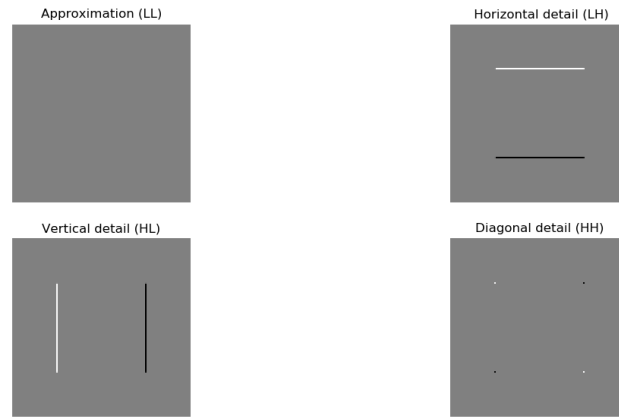 Approximation (LL)
Horizontal detail (LH)
Vertical detail (HL)
Diagonal detail (HH)